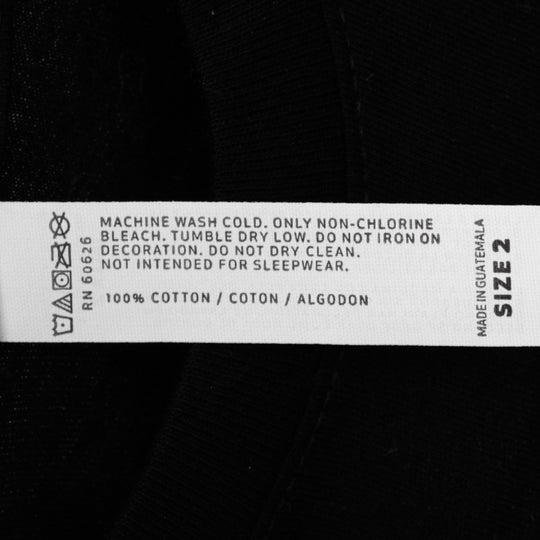 MACHINE WASH COLD. ONLY NON-CHLORINE
BLEACH. TUMBLE DRY LOW. DO NOT IRON ON
DECORATION. DO NOT DRY CLEAN.
NOT INTENDED FOR SLEEPWEAR.
100% COTTON / COTON / ALGODON
RN 60626
MADE IN GUATEMALA
SIZE 2